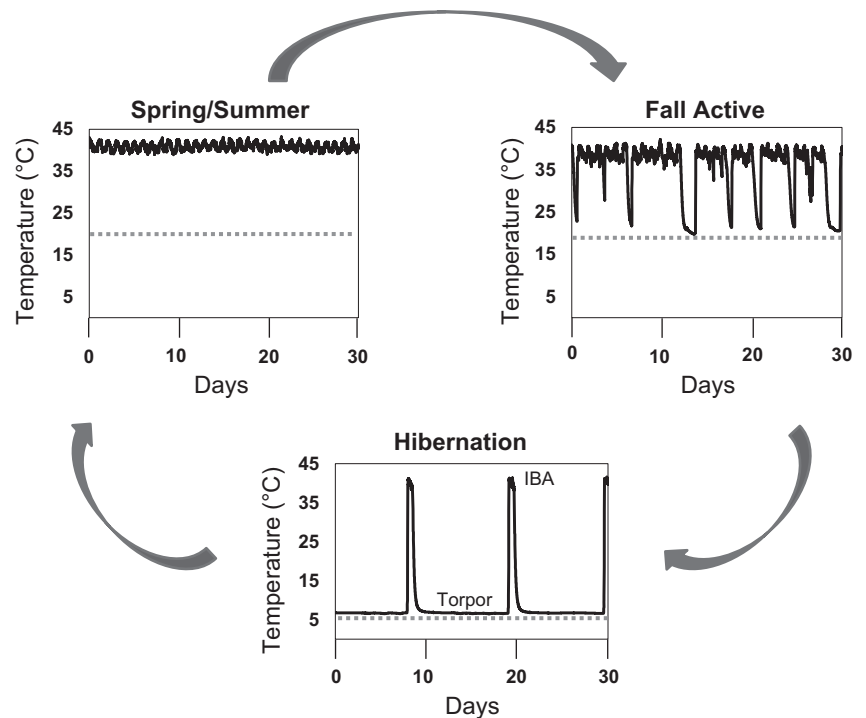 Spring/Summer
Temperature (°C)
45
35
25
15
5
0 10 20 30
Days
Fall Active
Temperature (°C)
45
35
25
15
5
0 10 20 30
Days
Hibernation
Temperature (°C)
45
35
25
15
5
IBA
Torpor
0 10 20 30
Days